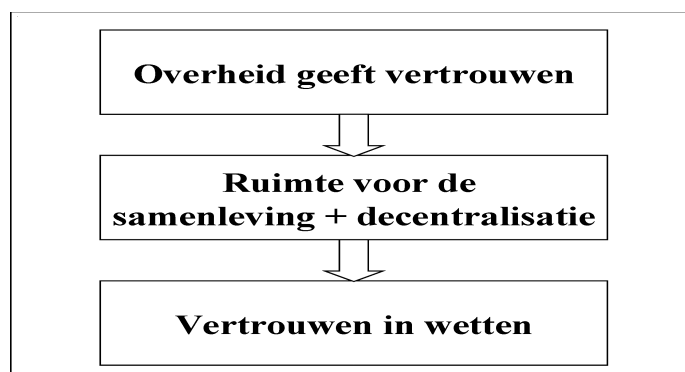 Overheid geeft vertrouwen
Ruimte voor de
samenleving + decentralisatie
Vertrouwen in wetten